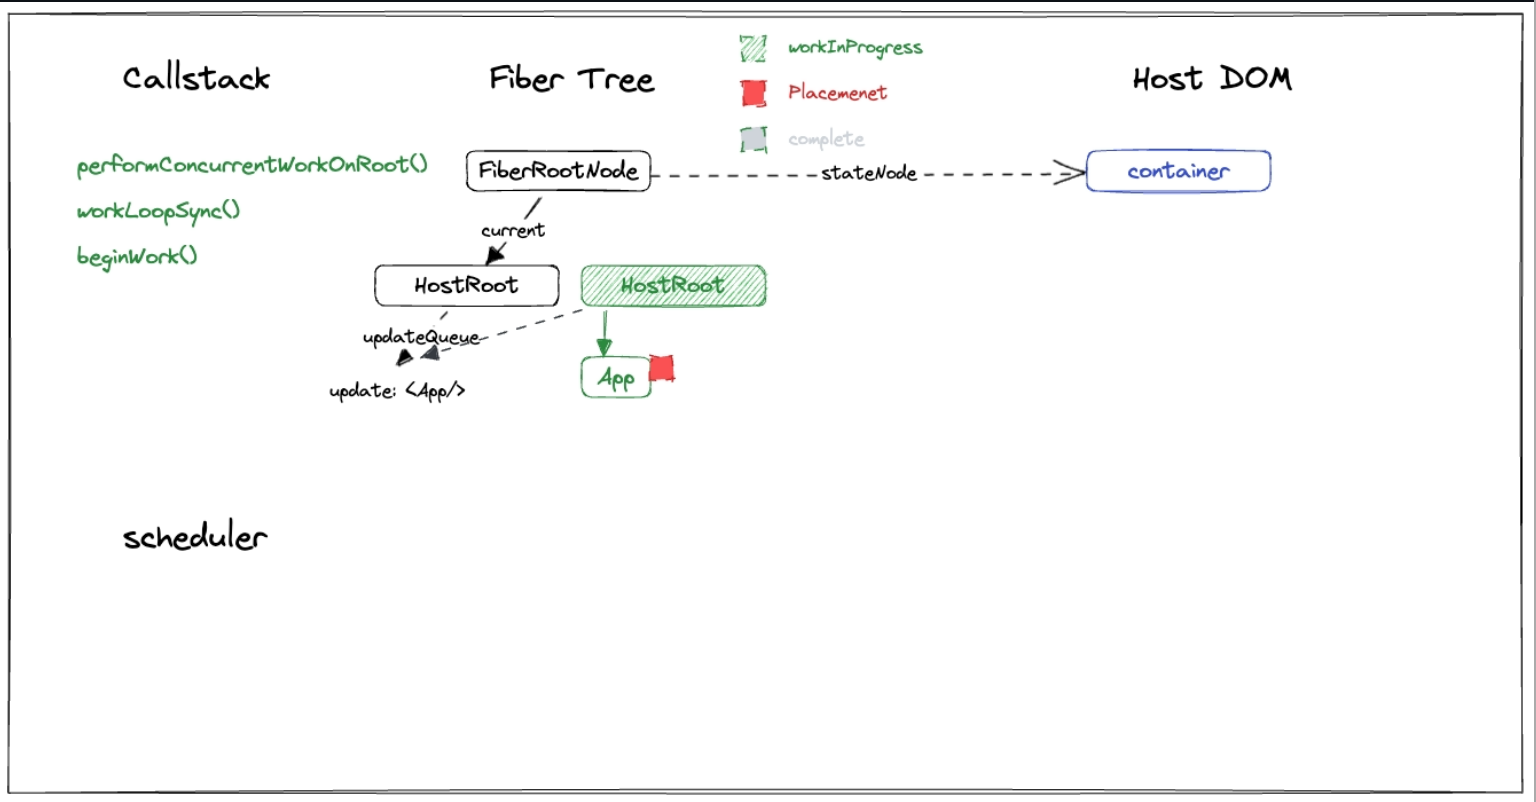 Callstack
Fiber Tree
Host DOM
workInProgress
Placemenet
complete
performConcurrentWorkOnRoot()
workLoopSync()
beginWork()
FiberRootNode
stateNode
container
current
HostRoot
HostRoot
updateQueue
App
update: <App/>
scheduler